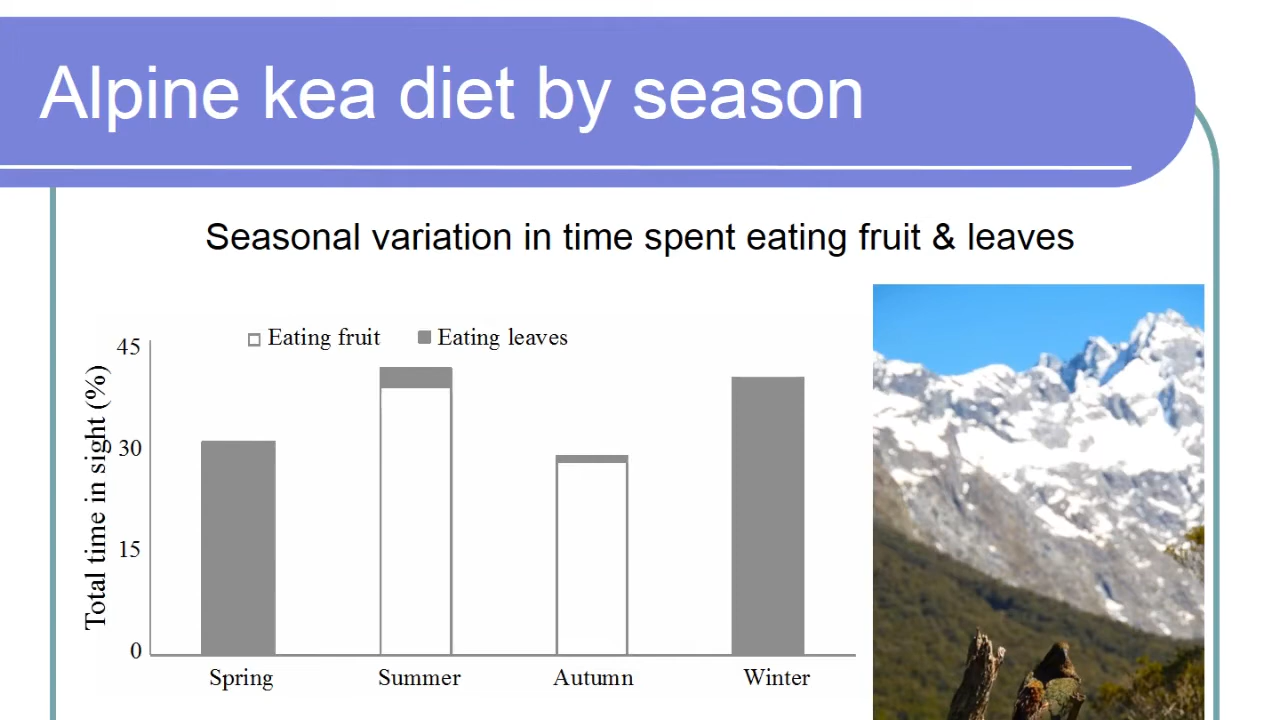 Alpine kea diet by season
Seasonal variation in time spent eating fruit & leaves
Eating fruit Eating leaves
Total time in sight (%)
45
30
15
0
Spring Summer Autumn Winter